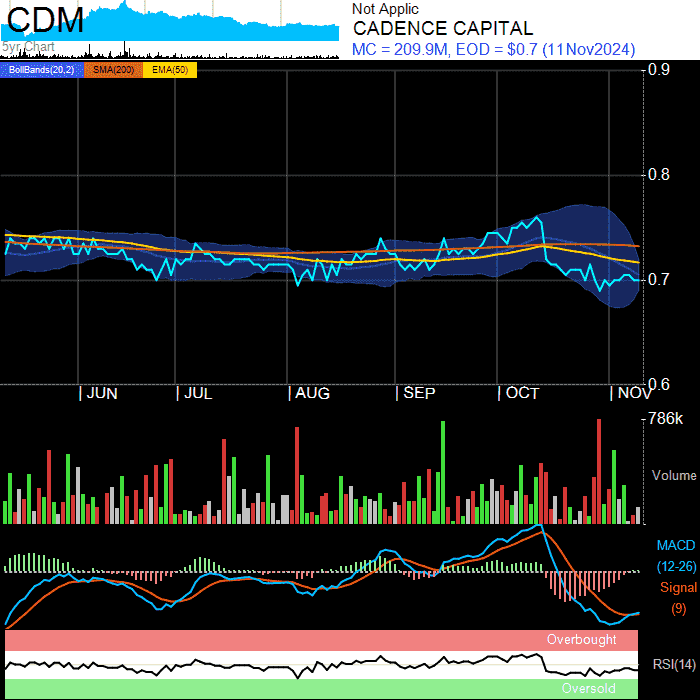 CDM
5yr Chart
Not Applic
CADENCE CAPITAL
MC = 209.9M, EOD = $0.7 (11Nov2024)
BollBands(20,2) SMA(200) EMA(50)
0.9
0.8
0.7
0.6
JUN JUL AUG SEP OCT NOV
786k
Volume
MACD
(12-26)
Signal
(9)
Overbought
RSI(14)
Oversold